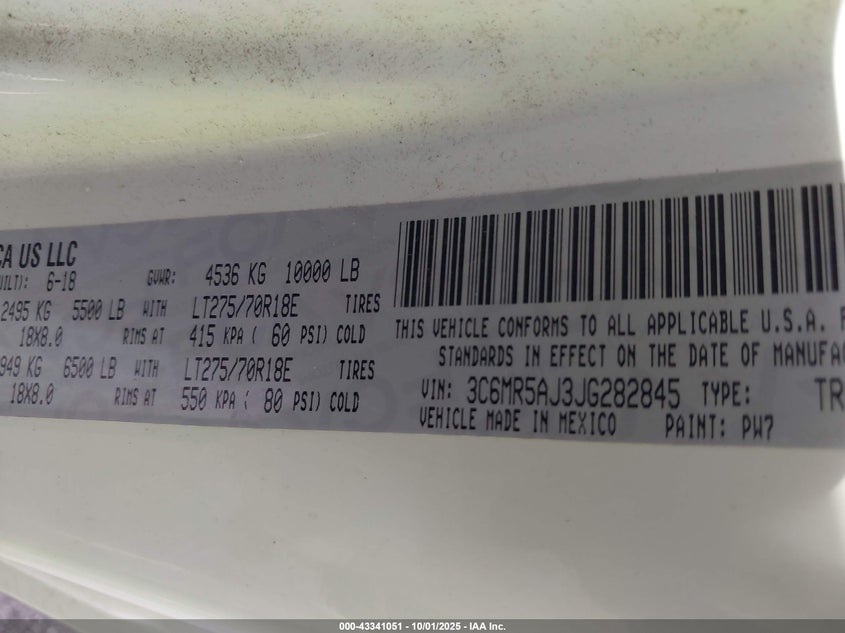 CA US LLC
UILT): 6-18 GVWR: 4536 KG 10000 LB
2495 KG 5500 LB WITH LT275/70R18E TIRES
18X8.0 RIMS AT 415 KPA ( 60 PSI) COLD
949 KG 6500 LB WITH LT275/70R18E TIRES
18X8.0 RIMS AT 550 KPA ( 80 PSI) COLD
THIS VEHICLE CONFORMS TO ALL APPLICABLE U.S.A. F
STANDARDS IN EFFECT ON THE DATE OF MANUFA
VIN: 3C6MR5AJ3JG282845 TYPE: TR
VEHICLE MADE IN MEXICO PAINT: PW7
000-43341051 - 10/01/2025 - IAA Inc.